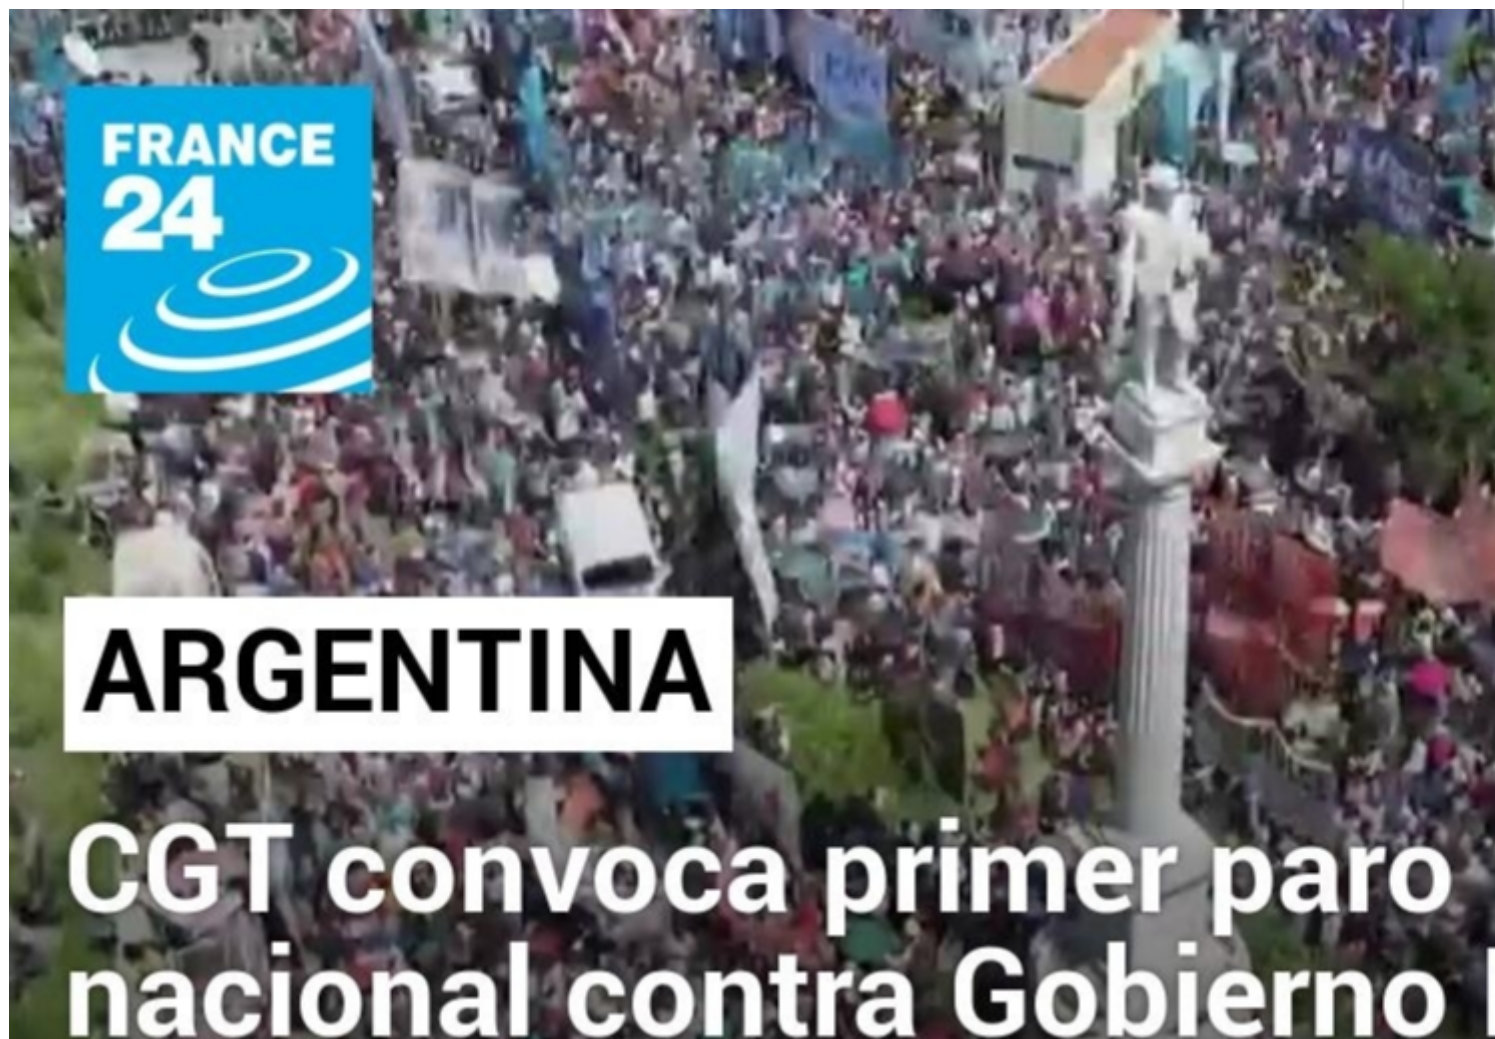 FRANCE
24
ARGENTINA
CGT convoca primer paro
nacional contra Gobierno